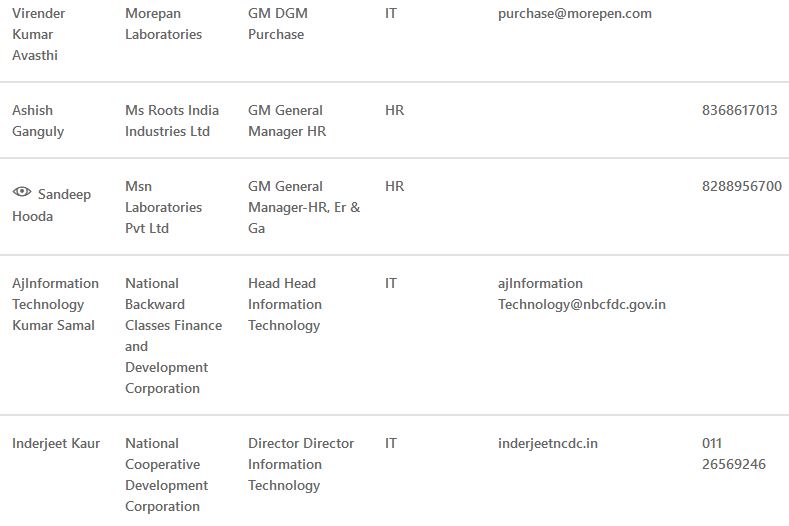 Virender Kumar Avasthi
Morepan Laboratories
GM DGM Purchase
IT
purchase@morepen.com
Ashish Ganguly
Ms Roots India Industries Ltd
GM General Manager HR
HR
8368617013
Sandeep Hooda
Msn Laboratories Pvt Ltd
GM General Manager-HR, Er & Ga
HR
8288956700
AjInformation Technology Kumar Samal
National Backward Classes Finance and Development Corporation
Head Head Information Technology
IT
ajInformation Technology@nbcfdc.gov.in
Inderjeet Kaur
National Cooperative Development Corporation
Director Director Information Technology
IT
inderjeetncdc.in
011 26569246